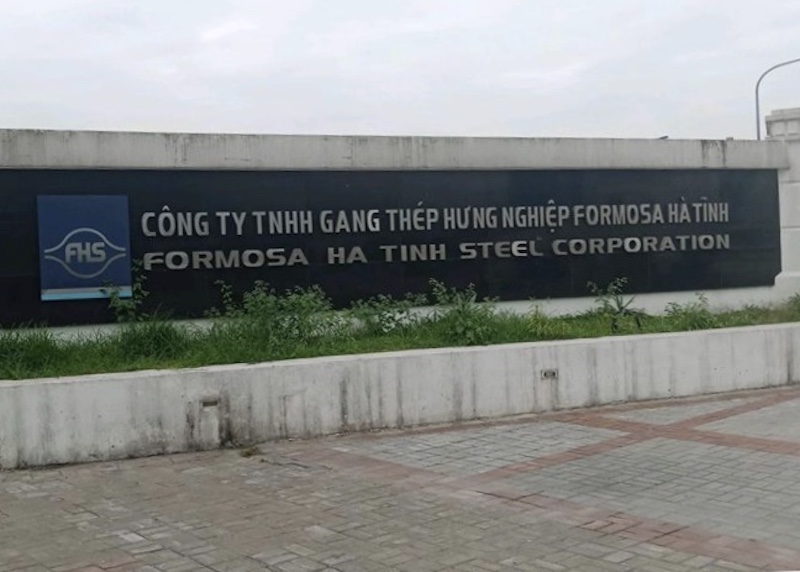 FHS
CÔNG TY TNHH GANG THÉP HƯNG NGHIỆP FORMOSA HÀ TĨNH
FORMOSA HA TINH STEEL CORPORATION